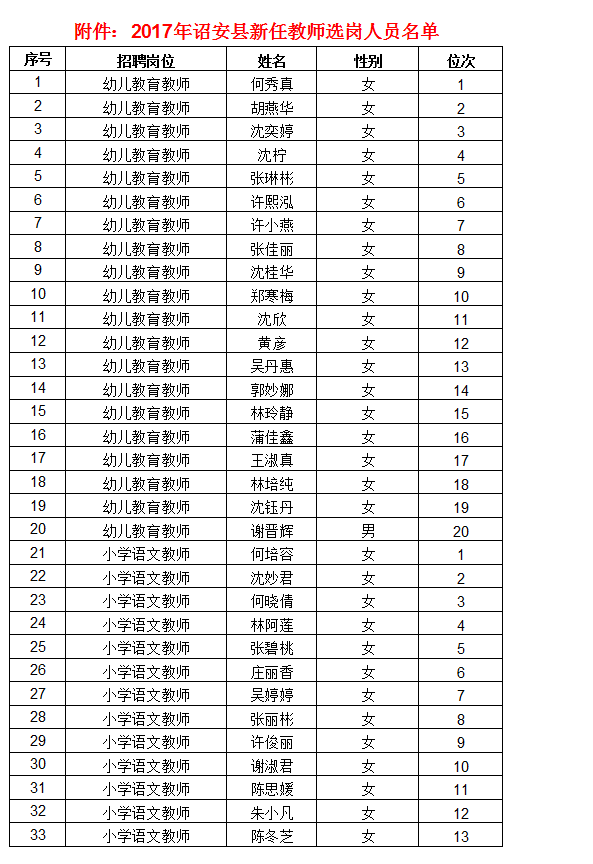 附件：2017年诏安县新任教师选岗人员名单
序号 招聘岗位 姓名 性别 位次
1 幼儿教育教师 何秀真 女 1
2 幼儿教育教师 胡燕华 女 2
3 幼儿教育教师 沈奕婷 女 3
4 幼儿教育教师 沈柠 女 4
5 幼儿教育教师 张琳彬 女 5
6 幼儿教育教师 许熙泓 女 6
7 幼儿教育教师 许小燕 女 7
8 幼儿教育教师 张佳丽 女 8
9 幼儿教育教师 沈桂华 女 9
10 幼儿教育教师 郑寒梅 女 10
11 幼儿教育教师 沈欣 女 11
12 幼儿教育教师 黄彦 女 12
13 幼儿教育教师 吴丹惠 女 13
14 幼儿教育教师 郭妙娜 女 14
15 幼儿教育教师 林玲静 女 15
16 幼儿教育教师 蒲佳鑫 女 16
17 幼儿教育教师 王淑真 女 17
18 幼儿教育教师 林培纯 女 18
19 幼儿教育教师 沈钰丹 女 19
20 幼儿教育教师 谢晋辉 男 20
21 小学语文教师 何培容 女 1
22 小学语文教师 沈妙君 女 2
23 小学语文教师 何晓倩 女 3
24 小学语文教师 林阿莲 女 4
25 小学语文教师 张碧桃 女 5
26 小学语文教师 庄丽香 女 6
27 小学语文教师 吴婷婷 女 7
28 小学语文教师 张丽彬 女 8
29 小学语文教师 许俊丽 女 9
30 小学语文教师 谢淑君 女 10
31 小学语文教师 陈思媛 女 11
32 小学语文教师 朱小凡 女 12
33 小学语文教师 陈冬芝 女 13